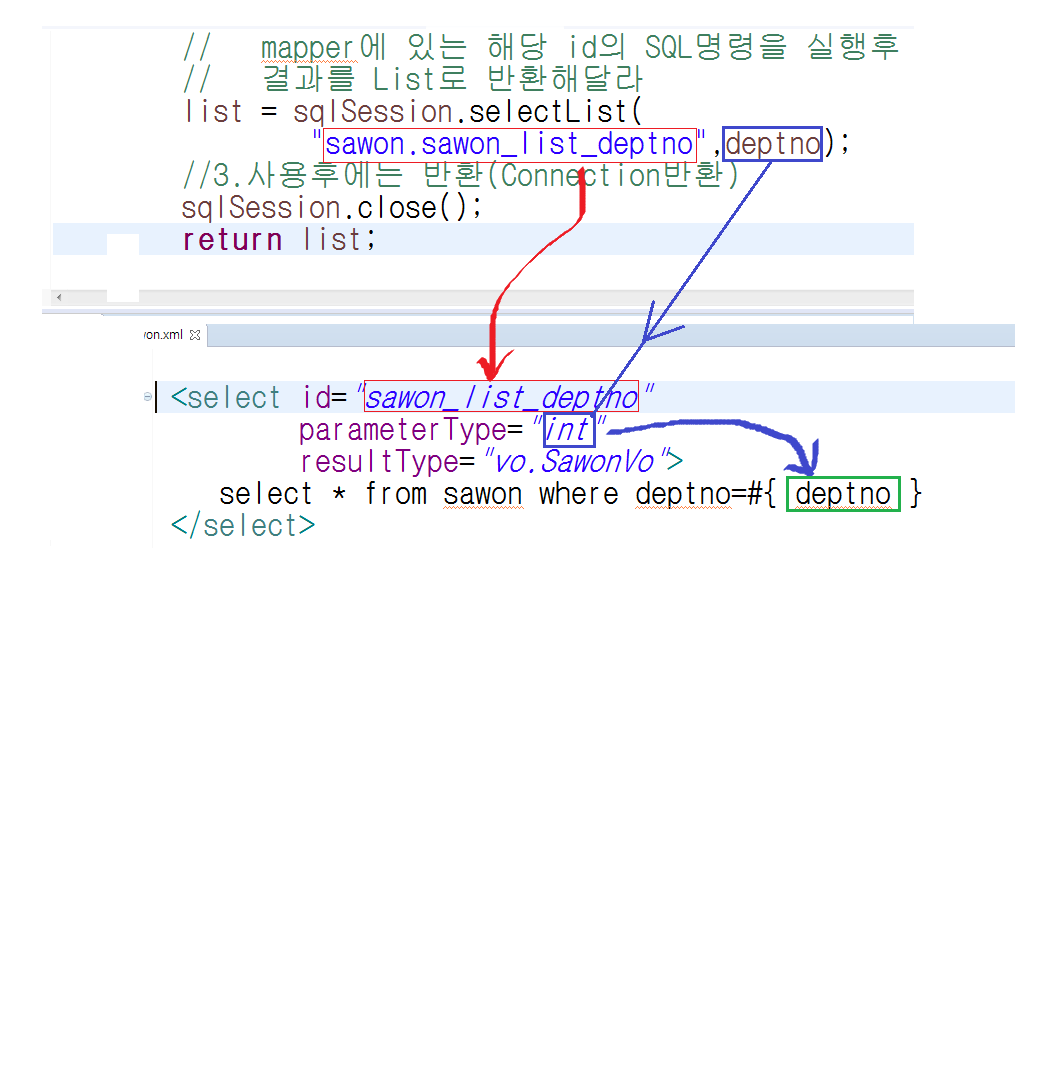 // mapper에 있는 해당 id의 SQL명령을 실행후
// 결과를 List로 반환해달라
list = sqlSession.selectList(
"sawon.sawon_list_deptno",deptno);
//3.사용후에는 반환(Connection반환)
sqlSession.close();
return list;
won.xml
<select id="sawon_list_deptno"
parameterType="int"
resultType="vo.SawonVo">
select * from sawon where deptno=#{ deptno }
</select>